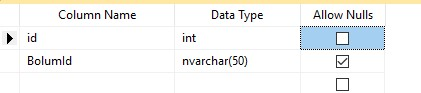 Column Name Data Type Allow Nulls
id int
BolumId nvarchar(50)